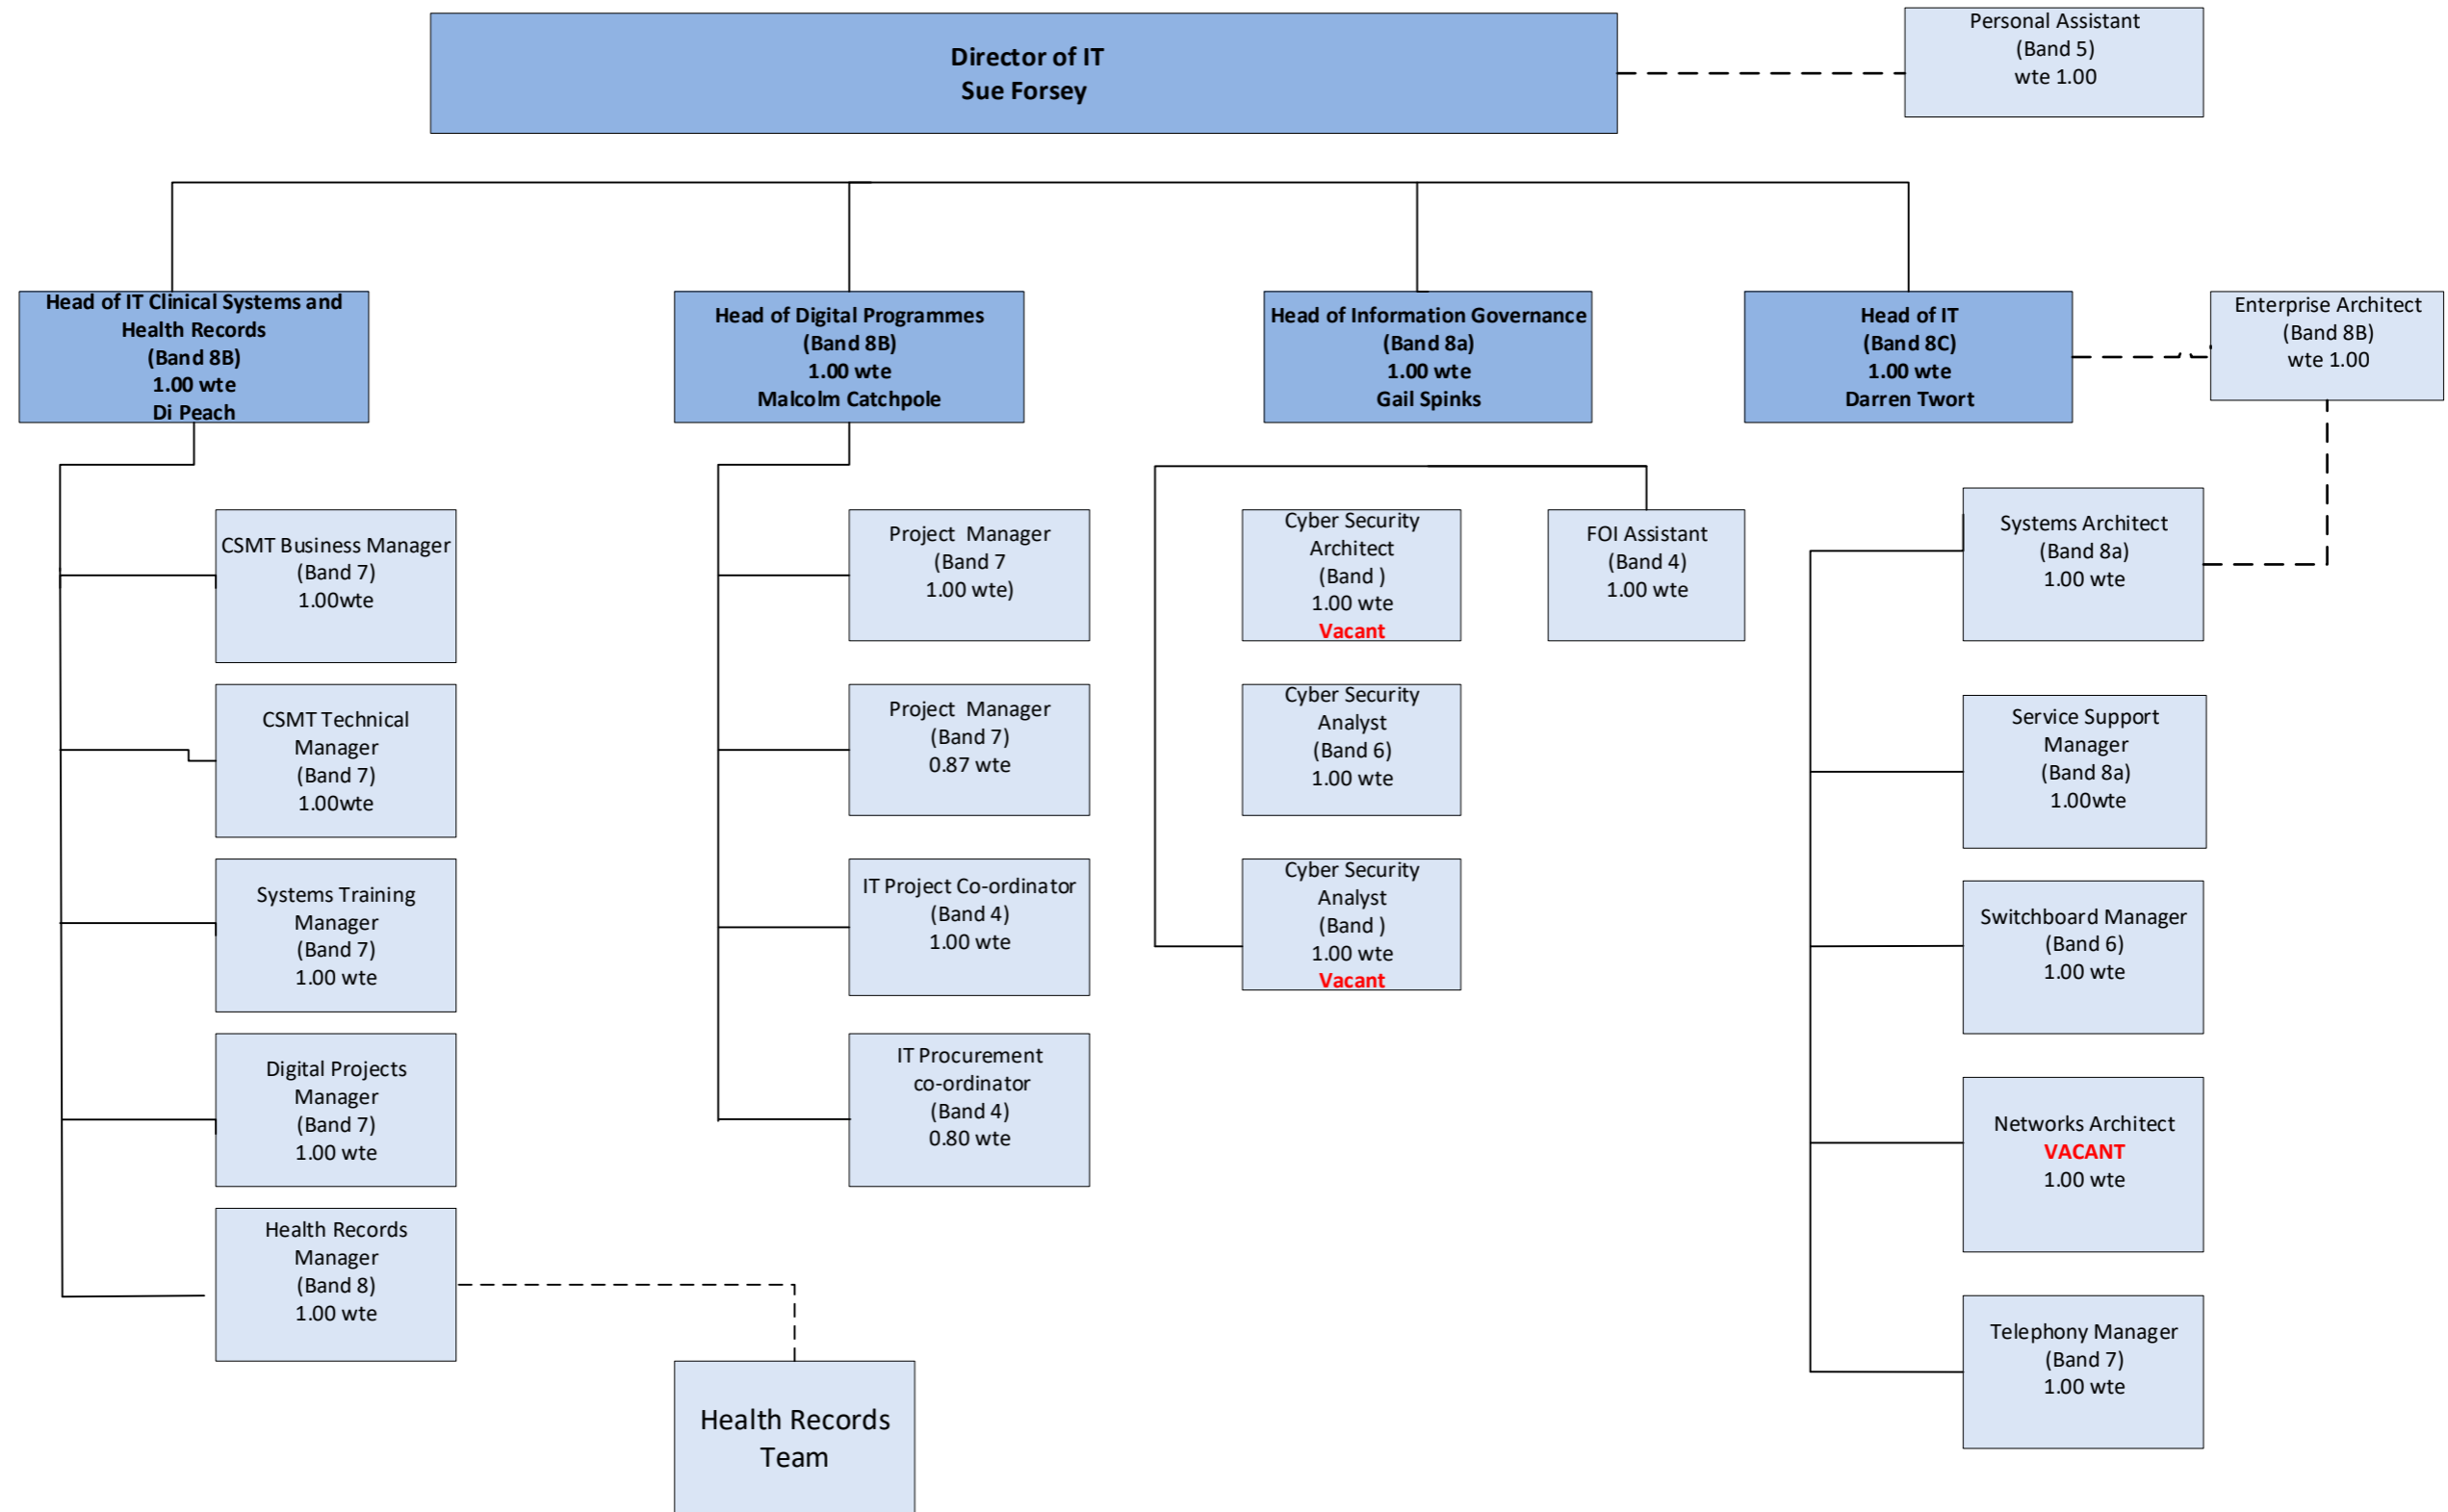 Director of IT
Sue Forsey
Personal Assistant
(Band 5)
wte 1.00
Head of IT Clinical Systems and
Health Records
(Band 8B)
1.00 wte
Di Peach
Head of Digital Programmes
(Band 8B)
1.00 wte
Malcolm Catchpole
Head of Information Governance
(Band 8a)
1.00 wte
Gail Spinks
Head of IT
(Band 8C)
1.00 wte
Darren Twort
Enterprise Architect
(Band 8B)
wte 1.00
CSMT Business Manager
(Band 7)
1.00wte
CSMT Technical
Manager
(Band 7)
1.00wte
Systems Training
Manager
(Band 7)
1.00 wte
Digital Projects
Manager
(Band 7)
1.00 wte
Health Records
Manager
(Band 8)
1.00 wte
Health Records
Team
Project  Manager
(Band 7
1.00 wte)
Project  Manager
(Band 7)
0.87 wte
IT Project Co-ordinator
(Band 4)
1.00 wte
IT Procurement
co-ordinator
(Band 4)
0.80 wte
Cyber Security
Architect
(Band )
1.00 wte
Vacant
Cyber Security
Analyst
(Band 6)
1.00 wte
Cyber Security
Analyst
(Band )
1.00 wte
Vacant
FOI Assistant
(Band 4)
1.00 wte
Systems Architect
(Band 8a)
1.00 wte
Service Support
Manager
(Band 8a)
1.00wte
Switchboard Manager
(Band 6)
1.00 wte
Networks Architect
VACANT
1.00 wte
Telephony Manager
(Band 7)
1.00 wte